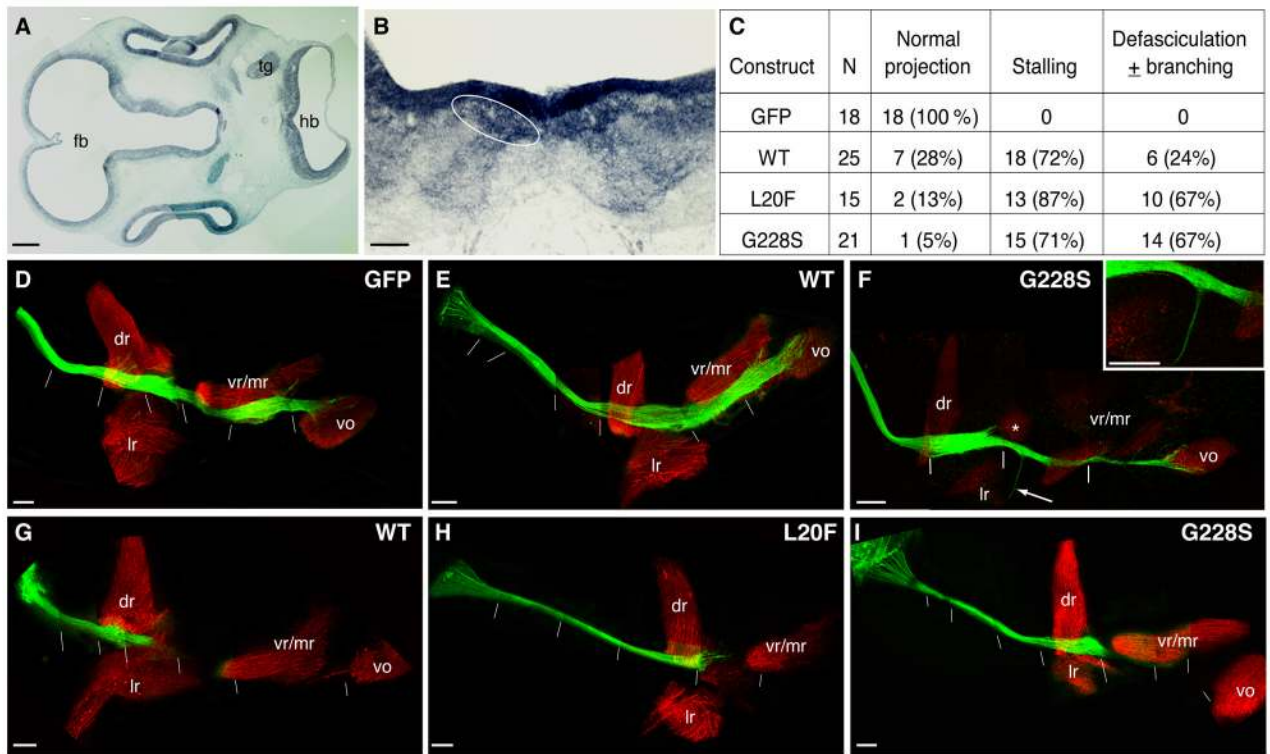 A
tg
hb
fb
B
C
Construct N Normal projection Stalling Defasciculation ± branching
GFP 18 18 (100 %) 0 0
WT 25 7 (28%) 18 (72%) 6 (24%)
L20F 15 2 (13%) 13 (87%) 10 (67%)
G228S 21 1 (5%) 15 (71%) 14 (67%)
D GFP
dr
vr/mr
vo
lr
E WT
vo
vr/mr
dr
lr
F G228S
dr
*
vr/mr
vo
lr
G WT
dr
vr/mr
vo
lr
H L20F
dr
vr/mr
lr
I G228S
dr
vr/mr
lr
vo